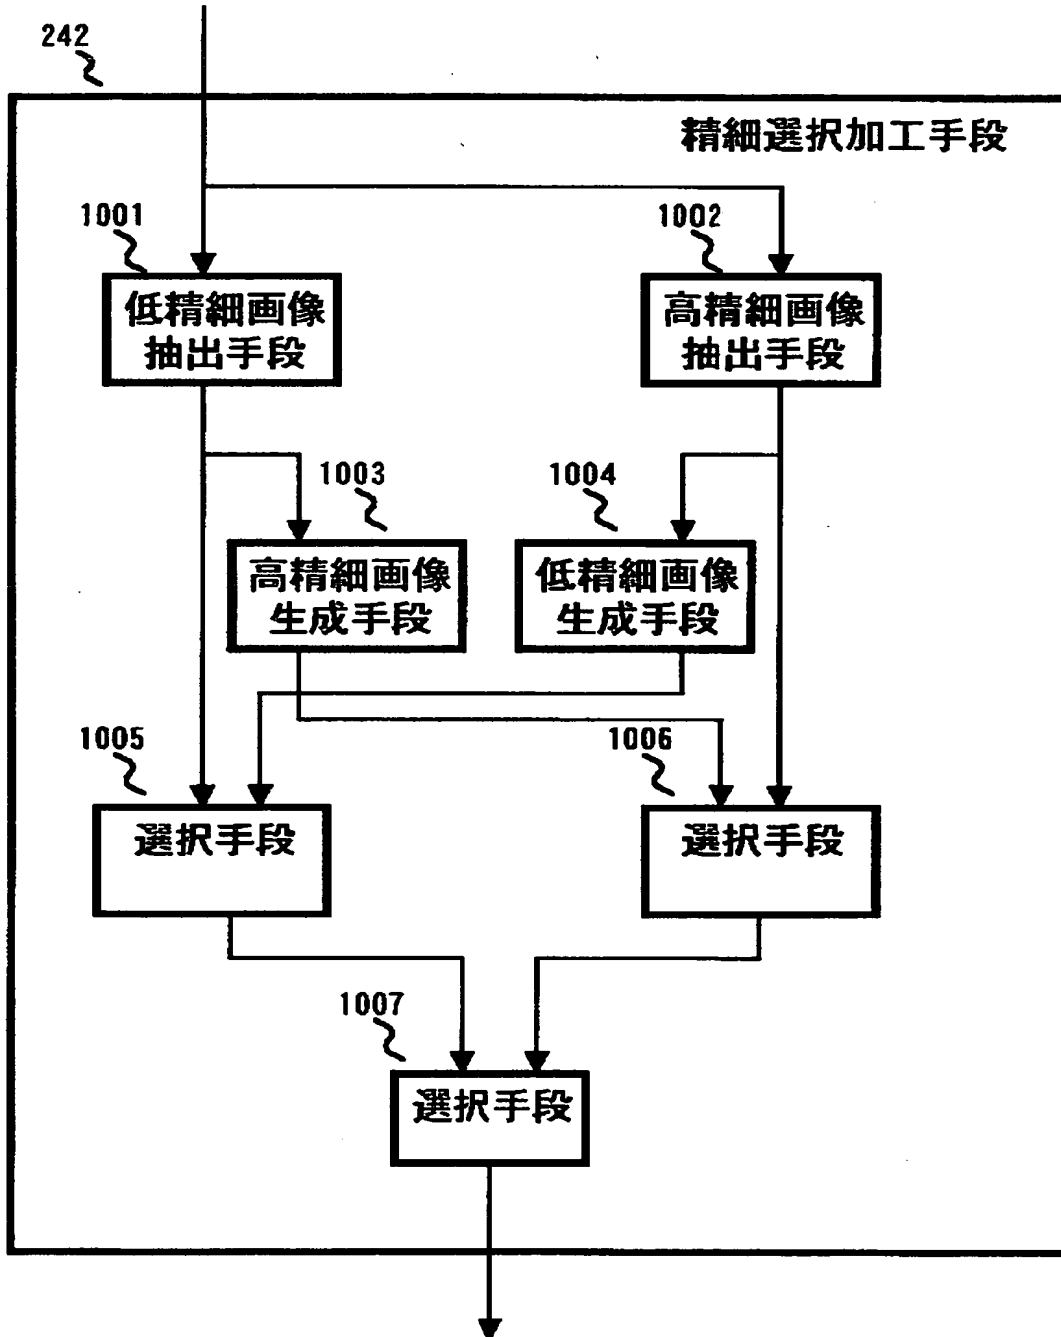 242
精細選択加工手段
1001
低精細画像
抽出手段
1002
高精細画像
抽出手段
1003
高精細画像
生成手段
1004
低精細画像
生成手段
1005
選択手段
1006
選択手段
1007
選択手段